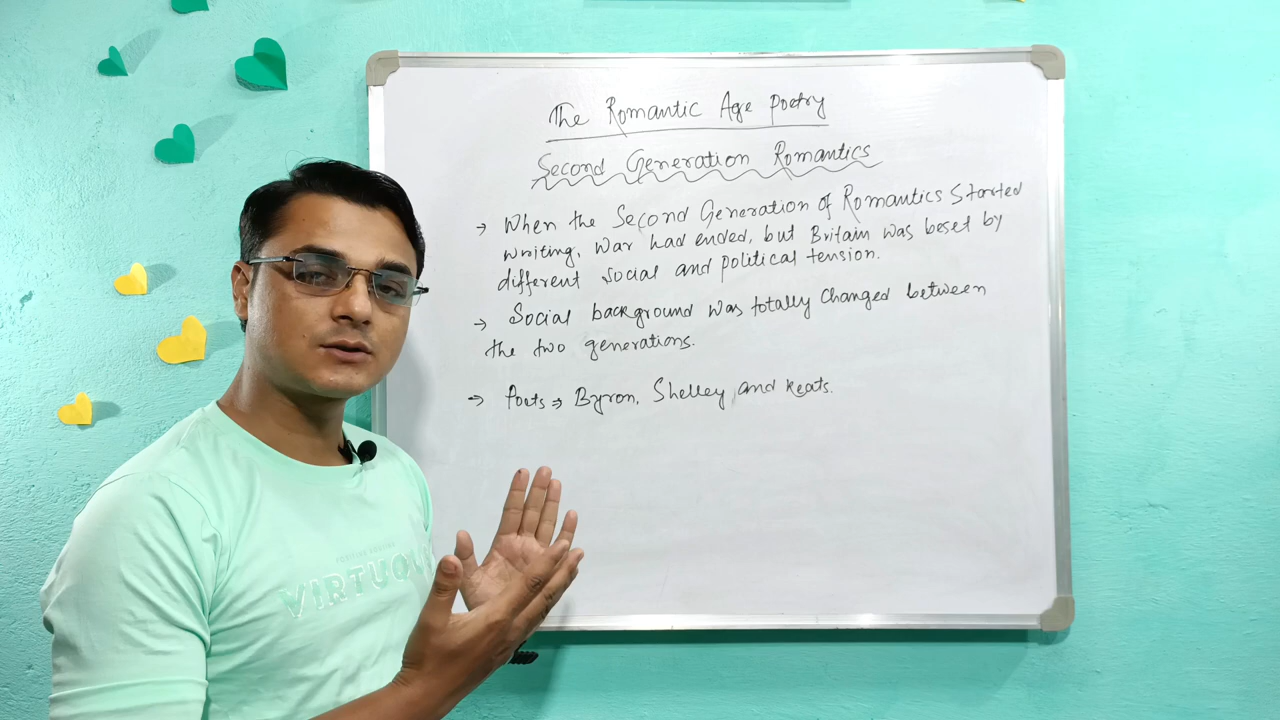 The Romantic Age Poetry
Second Generation Romantics
→ When the Second Generation of Romantics Started
writing, war had ended, but Britain was beset by
different social and political tension.
→ Social background was totally changed between
the two generations.
→ Poets ⇒ Byron, Shelley, and Keats.
VIRTUOU